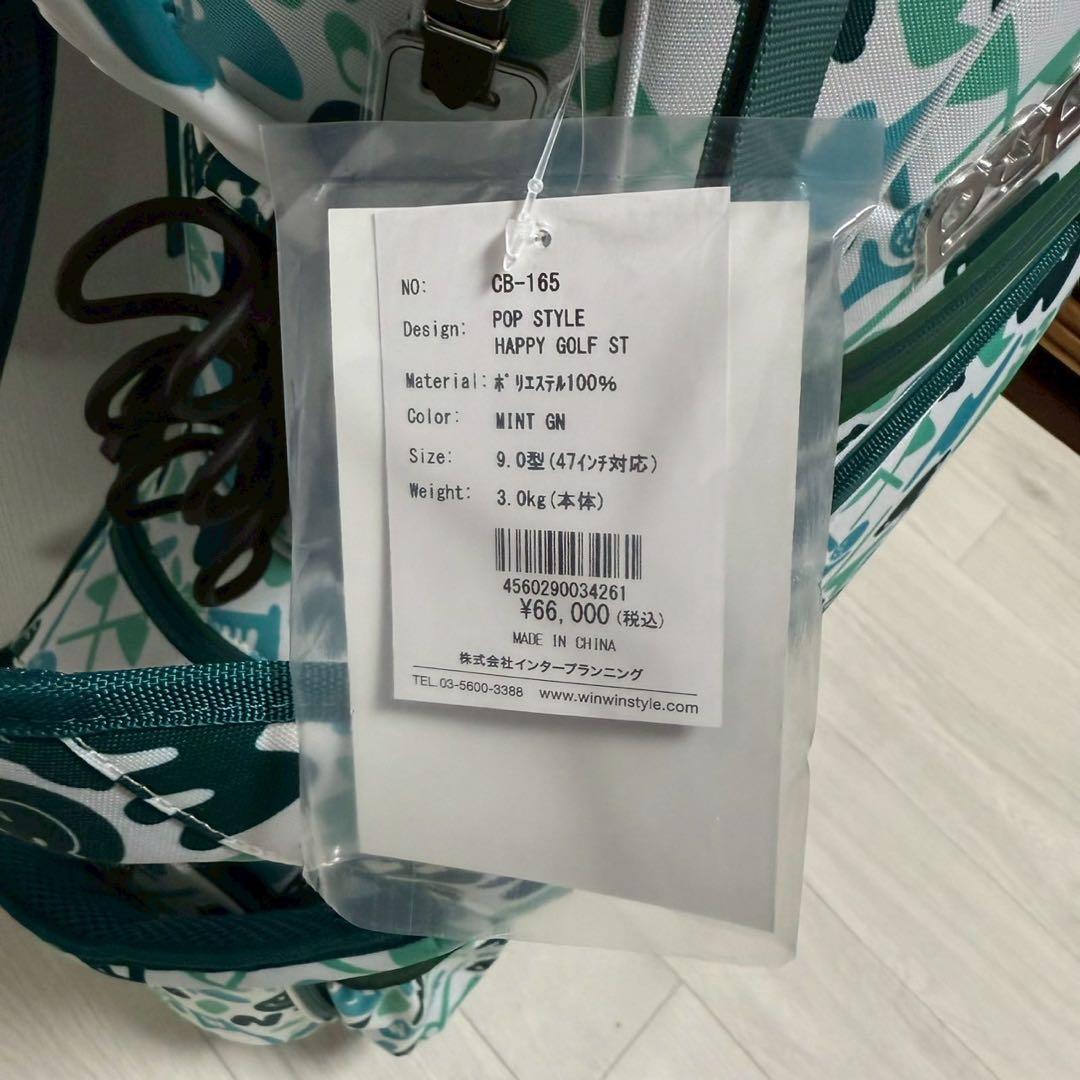 NO: CB-165
Design: POP STYLE
HAPPY GOLF ST
Material: ﾎﾟﾘｴｽﾃﾙ100%
Color: MINT GN
Size: 9.0型(47ｲﾝﾁ対応)
Weight: 3.0kg(本体)
4560290034261
¥66,000(税込)
MADE IN CHINA
株式会社インタープランニング
TEL.03-5600-3388 www.winwinstyle.com